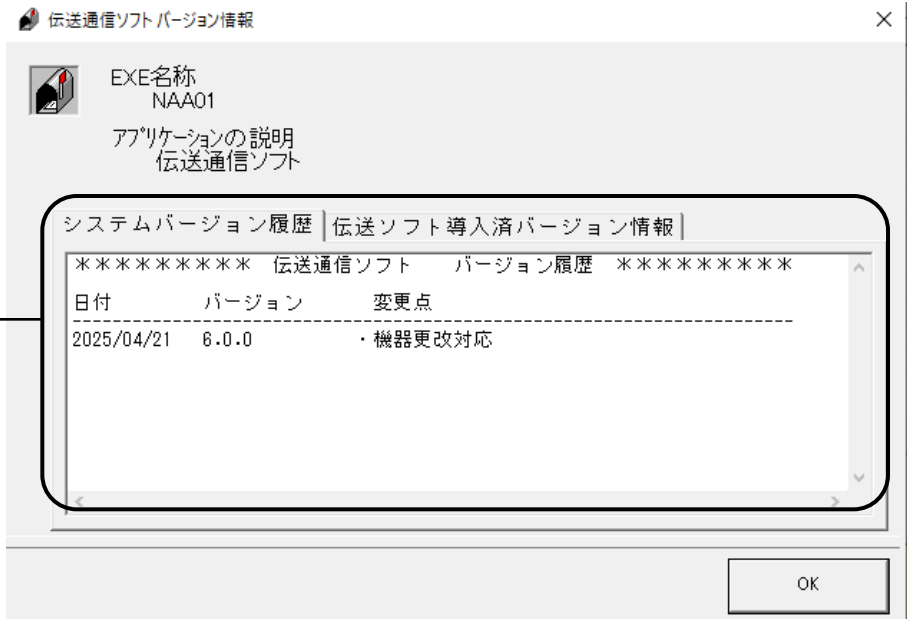 伝送通信ソフト バージョン情報
EXE名称
NAA01
アプリケーションの説明
伝送通信ソフト
システムバージョン履歴 伝送ソフト導入済バージョン情報
********* 伝送通信ソフト バージョン履歴 *********
日付 バージョン 変更点
2025/04/21 6.0.0 ・機器更改対応
OK